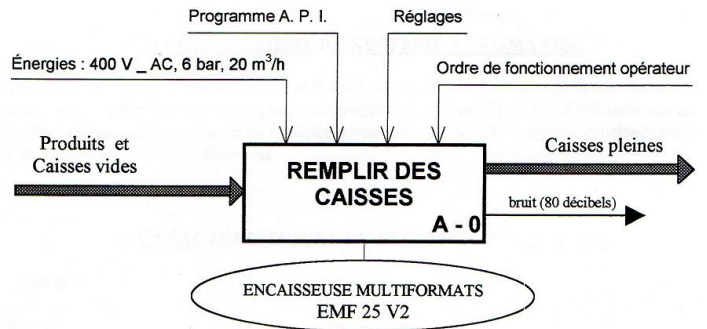 Programme A. P. I.
Réglages
Énergies : 400 V _ AC, 6 bar, 20 m³/h
Ordre de fonctionnement opérateur
Produits et
Caisses vides
REMPLIR DES
CAISSES
A - 0
Caisses pleines
bruit (80 décibels)
ENCAISSEUSE MULTIFORMATS
EMF 25 V2